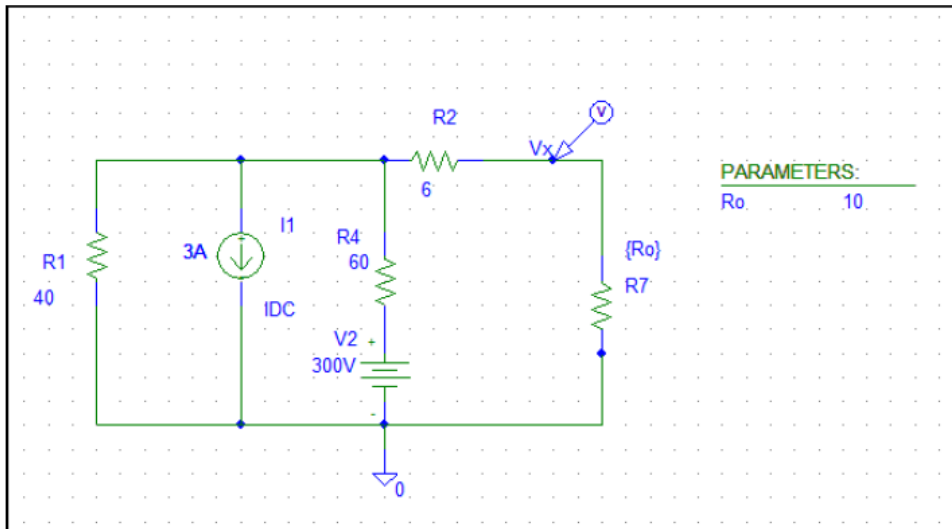 R2
V
Vx
6
PARAMETERS:
Ro 10
I1
3A
R1
40
IDC
R4
60
{Ro}
R7
V2
+
300V
-
0